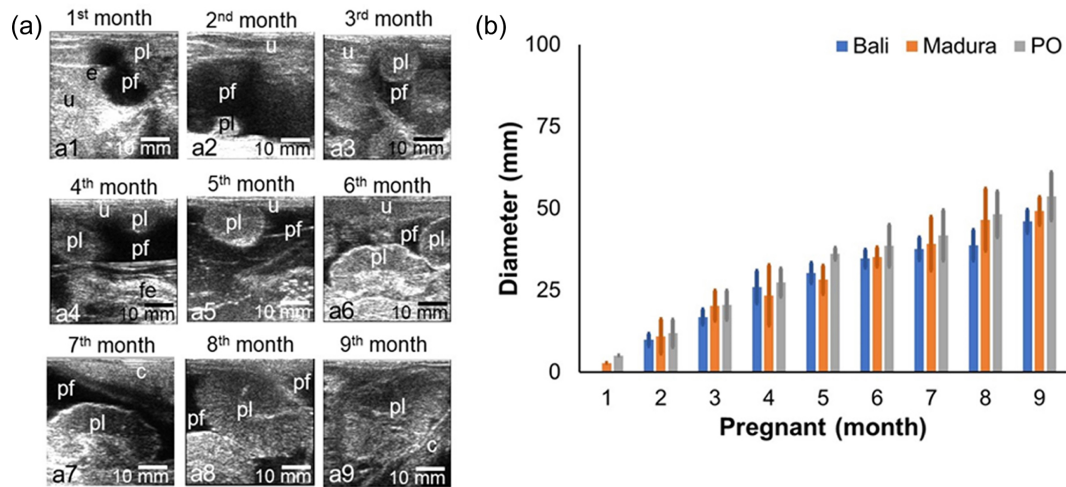 (a)
1st month
2nd month
3rd month
pl
e
pf
u
a1
10 mm
u
pf
pl
a2
10 mm
u
pl
pf
a3
10 mm
4th month
5th month
6th month
u
pl
pl
pf
fe
a4
10 mm
u
pl
pf
a5
10 mm
u
pf
pl
pl
a6
10 mm
7th month
8th month
9th month
c
pf
pl
a7
10 mm
pf
pl
pf
a8
10 mm
pl
c
a9
10 mm
(b)
Bali Madura PO
100
75
50
25
0
Diameter (mm)
1 2 3 4 5 6 7 8 9
Pregnant (month)